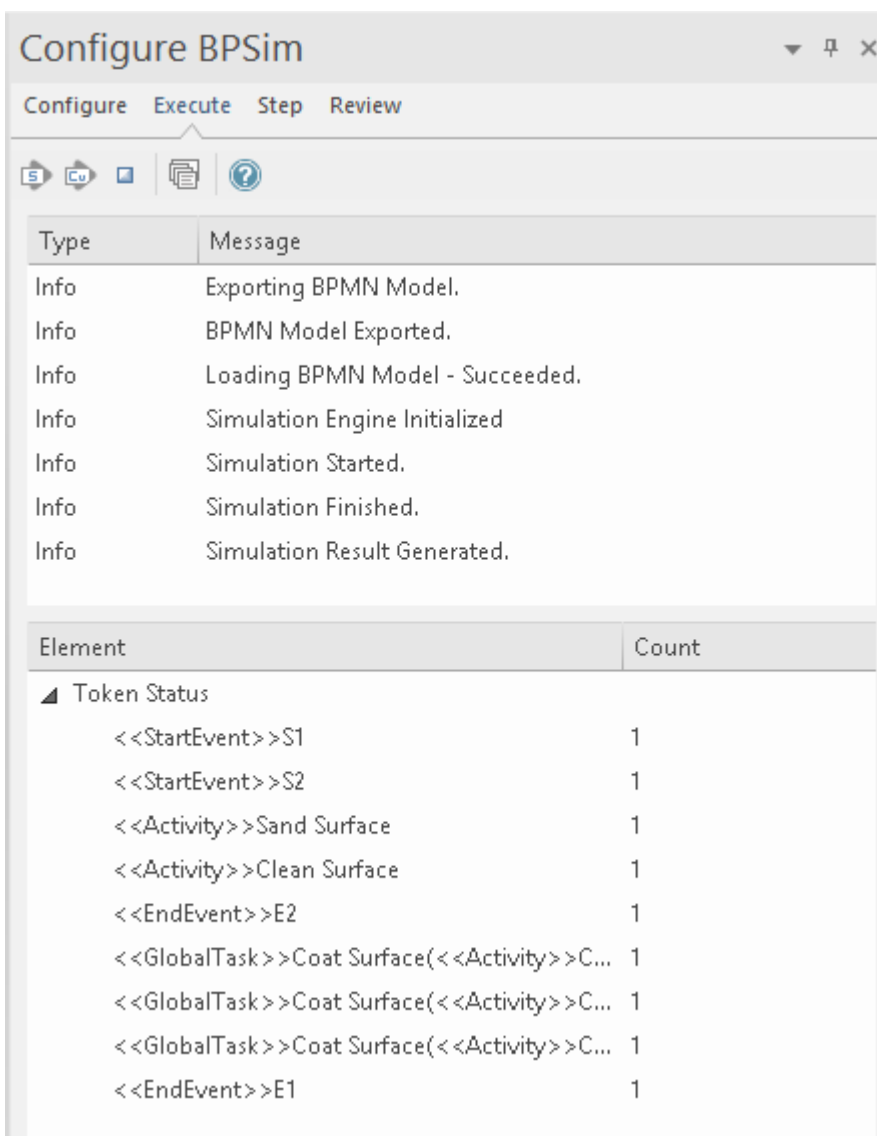 Configure BPSim
Configure Execute Step Review
S Cu ?
Type Message
Info Exporting BPMN Model.
Info BPMN Model Exported.
Info Loading BPMN Model - Succeeded.
Info Simulation Engine Initialized
Info Simulation Started.
Info Simulation Finished.
Info Simulation Result Generated.
Element Count
Token Status
<<StartEvent>>S1 1
<<StartEvent>>S2 1
<<Activity>>Sand Surface 1
<<Activity>>Clean Surface 1
<<EndEvent>>E2 1
<<GlobalTask>>Coat Surface(<<Activity>>C... 1
<<GlobalTask>>Coat Surface(<<Activity>>C... 1
<<GlobalTask>>Coat Surface(<<Activity>>C... 1
<<EndEvent>>E1 1